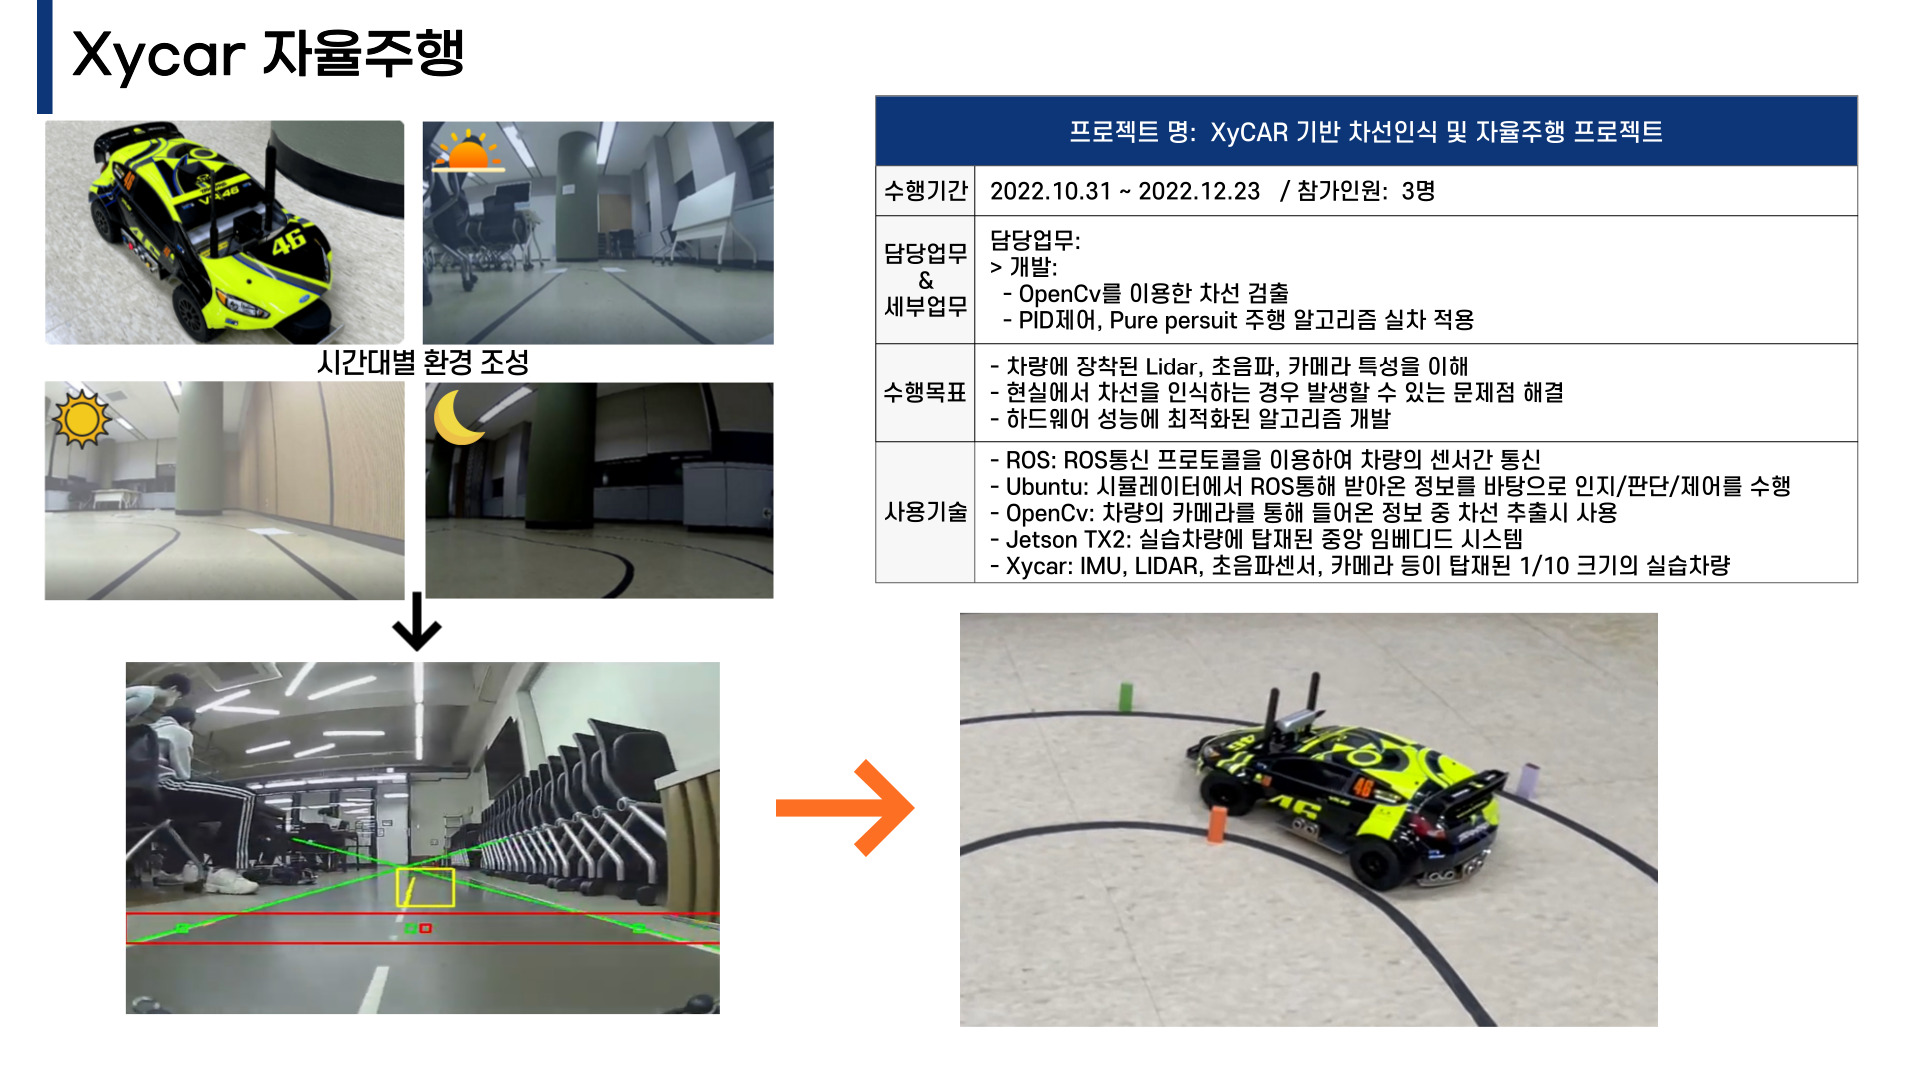 Xycar 자율주행
46
46
시간대별 환경 조성
프로젝트 명: XyCAR 기반 차선인식 및 자율주행 프로젝트
수행기간
2022.10.31 ~ 2022.12.23 / 참가인원: 3명
담당업무
&
세부업무
담당업무:
> 개발:
- OpenCv를 이용한 차선 검출
- PID제어, Pure persuit 주행 알고리즘 실차 적용
수행목표
- 차량에 장착된 Lidar, 초음파, 카메라 특성을 이해
- 현실에서 차선을 인식하는 경우 발생할 수 있는 문제점 해결
- 하드웨어 성능에 최적화된 알고리즘 개발
사용기술
- ROS: ROS통신 프로토콜을 이용하여 차량의 센서간 통신
- Ubuntu: 시뮬레이터에서 ROS통해 받아온 정보를 바탕으로 인지/판단/제어를 수행
- OpenCv: 차량의 카메라를 통해 들어온 정보 중 차선 추출시 사용
- Jetson TX2: 실습차량에 탑재된 중앙 임베디드 시스템
- Xycar: IMU, LIDAR, 초음파센서, 카메라 등이 탑재된 1/10 크기의 실습차량
46
46
46